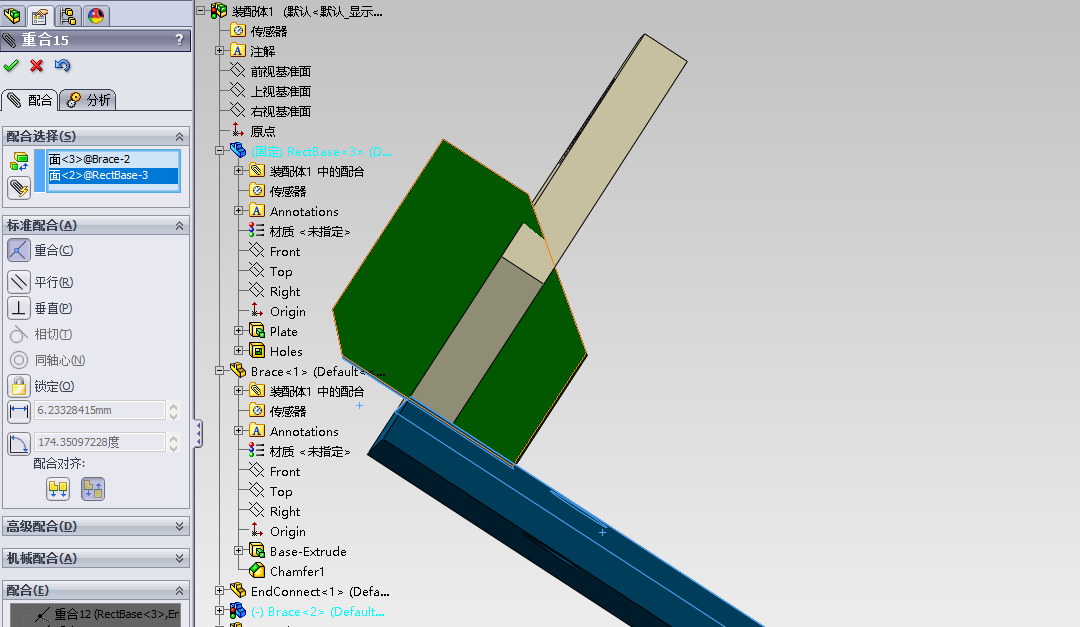 重合15
?
配合
分析
配合选择(S)
面<3>@Brace-2
面<2>@RectBase-3
标准配合(A)
重合(C)
平行(R)
垂直(P)
相切(T)
同轴心(N)
锁定(O)
6.23328415mm
174.35097228度
配合对齐:
高级配合(D)
机械配合(A)
配合(E)
重合12 (RectBase<3>,Er
装配体1 (默认<默认_显示...
传感器
注解
前视基准面
上视基准面
右视基准面
原点
(固定) RectBase<3> (D...
装配体1 中的配合
传感器
Annotations
材质 <未指定>
Front
Top
Right
Origin
Plate
Holes
Brace<1> (Default<<...
装配体1 中的配合
传感器
Annotations
材质 <未指定>
Front
Top
Right
Origin
Base-Extrude
Chamfer1
EndConnect<1> (Defa...
(-) Brace<2> (Default...